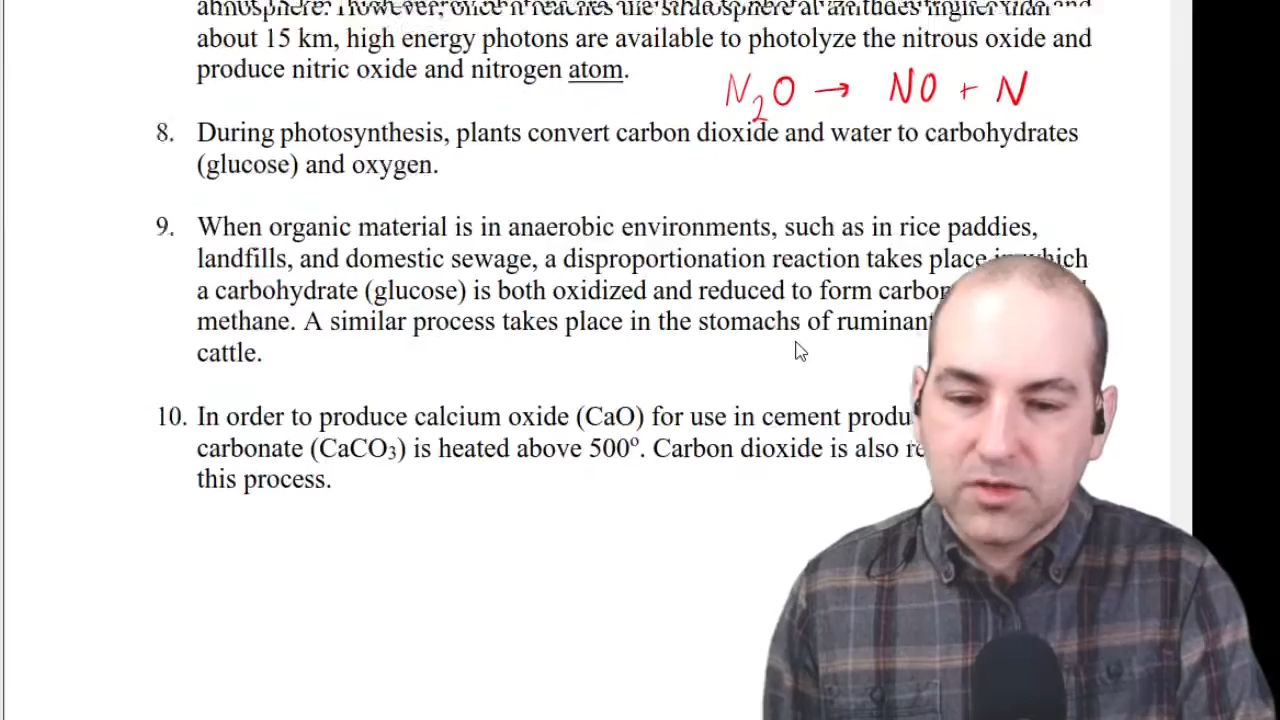 about 15 km, high energy photons are available to photolyze the nitrous oxide and
produce nitric oxide and nitrogen atom.
N₂O → NO + N
8. During photosynthesis, plants convert carbon dioxide and water to carbohydrates
(glucose) and oxygen.
9. When organic material is in anaerobic environments, such as in rice paddies,
landfills, and domestic sewage, a disproportionation reaction takes place
a carbohydrate (glucose) is both oxidized and reduced to form
methane. A similar process takes place in the stomachs of
cattle.
10. In order to produce calcium oxide (CaO) for use in cement
carbonate (CaCO₃) is heated above 500º. Carbon dioxide is also
this process.